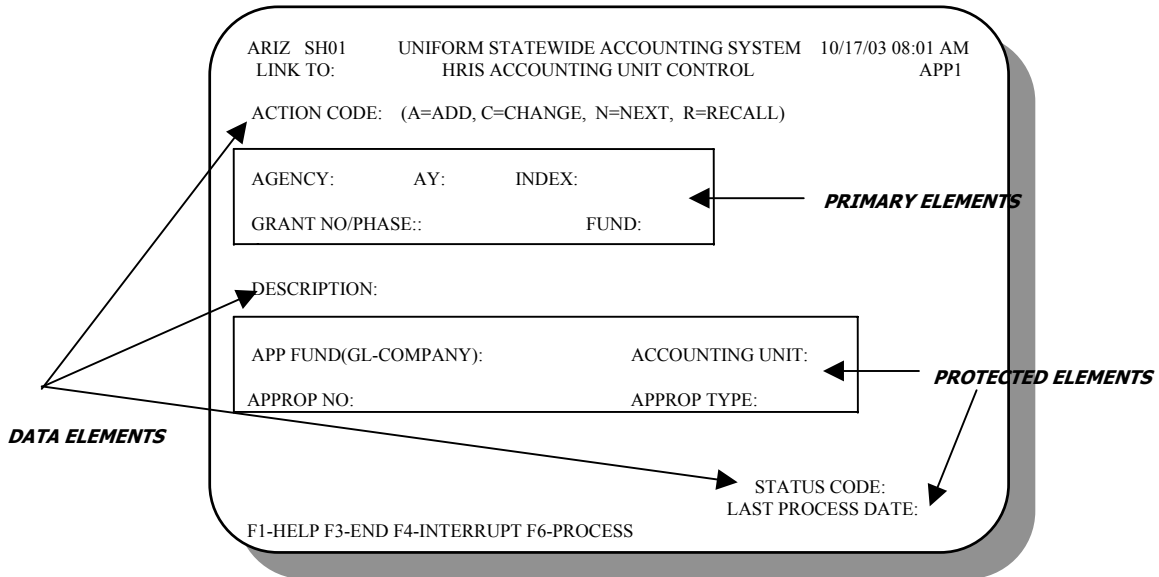 ARIZ SH01 UNIFORM STATEWIDE ACCOUNTING SYSTEM 10/17/03 08:01 AM
LINK TO: HRIS ACCOUNTING UNIT CONTROL APP1
ACTION CODE: (A=ADD, C=CHANGE, N=NEXT, R=RECALL)
AGENCY: AY: INDEX:
PRIMARY ELEMENTS
GRANT NO/PHASE:: FUND:
DESCRIPTION:
APP FUND(GL-COMPANY): ACCOUNTING UNIT:
PROTECTED ELEMENTS
APPROP NO: APPROP TYPE:
DATA ELEMENTS
STATUS CODE:
LAST PROCESS DATE:
F1-HELP F3-END F4-INTERRUPT F6-PROCESS